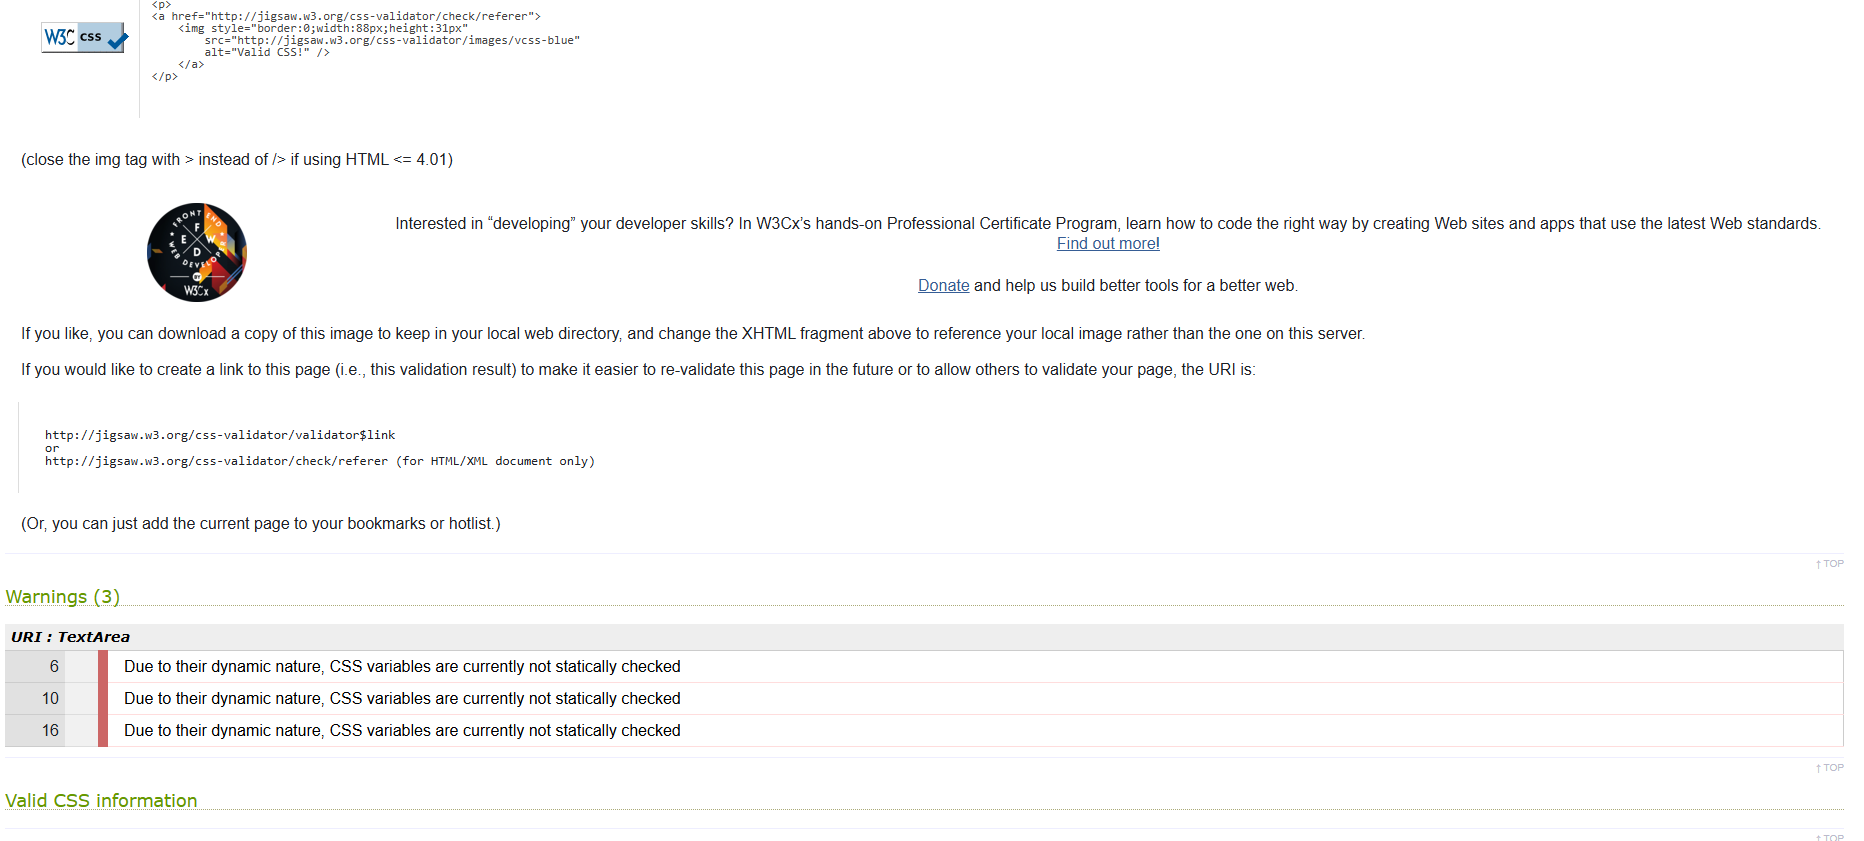 <p>
<a href="http://jigsaw.w3.org/css-validator/check/referer">
<img style="border:0;width:88px;height:31px"
src="http://jigsaw.w3.org/css-validator/images/vcss-blue"
alt="Valid CSS!" />
</a>
</p>
W3C css
(close the img tag with > instead of /> if using HTML <= 4.01)
FRONT END
WEB DEVELOPER
F
E W
D
BY
W3Cx
Interested in “developing” your developer skills? In W3Cx’s hands-on Professional Certificate Program, learn how to code the right way by creating Web sites and apps that use the latest Web standards.
Find out more!
Donate and help us build better tools for a better web.
If you like, you can download a copy of this image to keep in your local web directory, and change the XHTML fragment above to reference your local image rather than the one on this server.
If you would like to create a link to this page (i.e., this validation result) to make it easier to re-validate this page in the future or to allow others to validate your page, the URI is:
http://jigsaw.w3.org/css-validator/validator$link
or
http://jigsaw.w3.org/css-validator/check/referer (for HTML/XML document only)
(Or, you can just add the current page to your bookmarks or hotlist.)
↑ TOP
Warnings (3)
URI : TextArea
6 Due to their dynamic nature, CSS variables are currently not statically checked
10 Due to their dynamic nature, CSS variables are currently not statically checked
16 Due to their dynamic nature, CSS variables are currently not statically checked
↑ TOP
Valid CSS information
↑ TOP